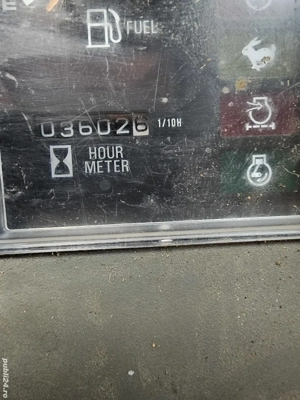 E
FUEL
036026 1/10H
HOUR
METER
publi24.ro